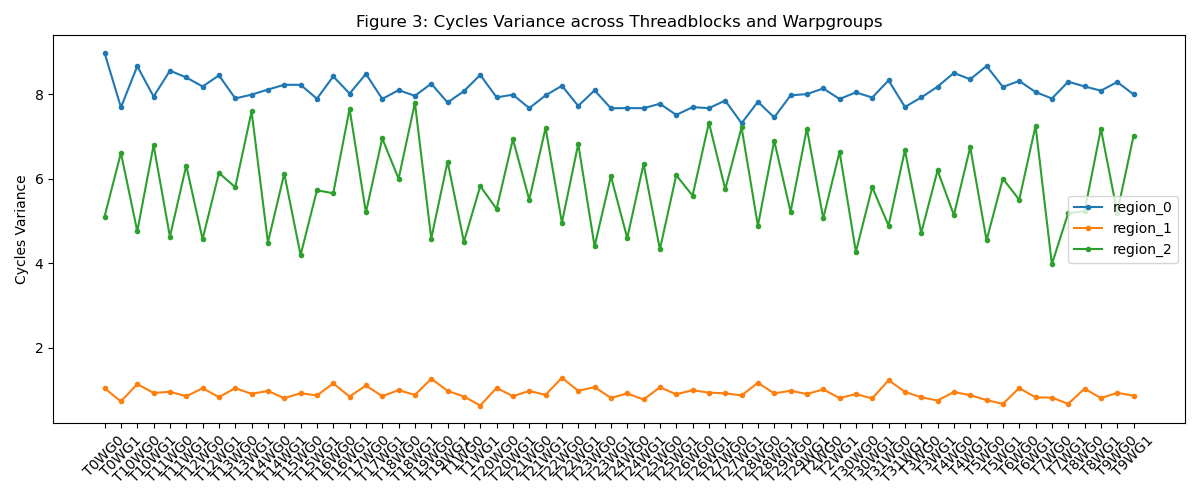 Figure 3: Cycles Variance across Threadblocks and Warpgroups
Cycles Variance
8
6
4
2
region_0
region_1
region_2
T0WG0
T0WG1
T10WG0
T10WG1
T11WG0
T11WG1
T12WG0
T12WG1
T13WG0
T13WG1
T14WG0
T14WG1
T15WG0
T15WG1
T16WG0
T16WG1
T17WG0
T17WG1
T18WG0
T18WG1
T19WG0
T19WG1
T1WG0
T1WG1
T20WG0
T20WG1
T21WG0
T21WG1
T22WG0
T22WG1
T23WG0
T23WG1
T24WG0
T24WG1
T25WG0
T25WG1
T26WG0
T26WG1
T27WG0
T27WG1
T28WG0
T28WG1
T29WG0
T29WG1
T2WG0
T2WG1
T30WG0
T30WG1
T31WG0
T31WG1
T3WG0
T3WG1
T4WG0
T4WG1
T5WG0
T5WG1
T6WG0
T6WG1
T7WG0
T7WG1
T8WG0
T8WG1
T9WG0
T9WG1